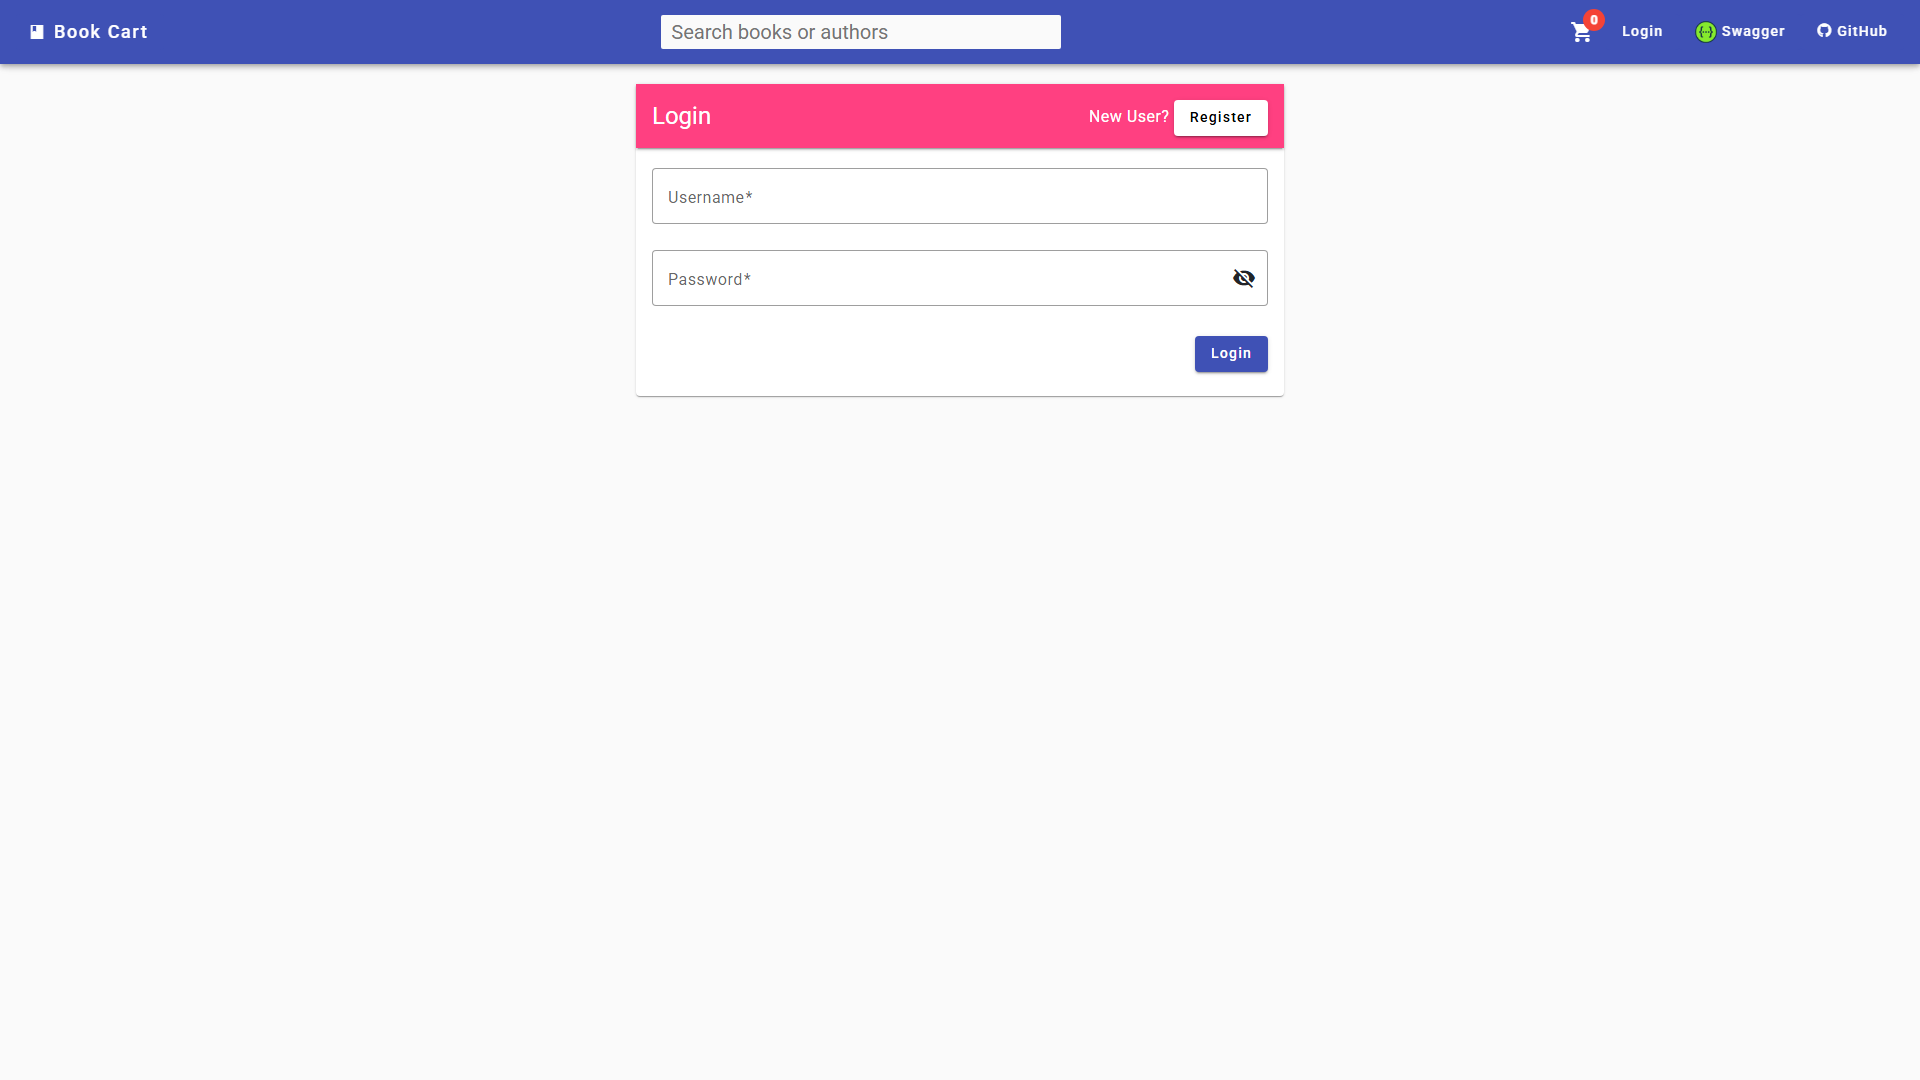 Book Cart
Search books or authors
0
Login
Swagger
GitHub
Login
New User?
Register
Username*
Password*
Login